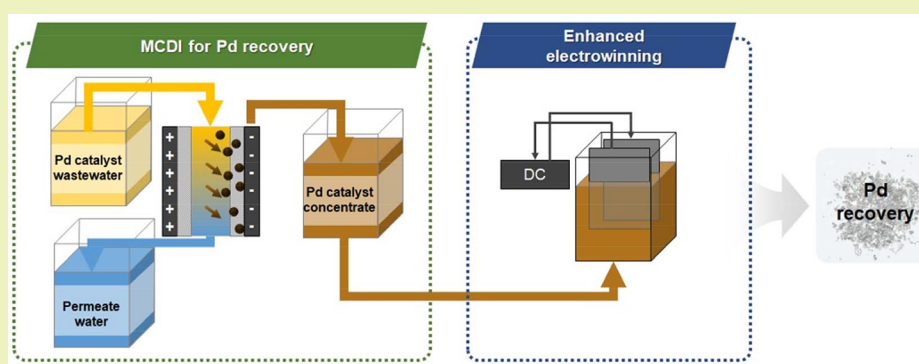 MCDI for Pd recovery
Pd catalyst
wastewater
+
+
+
+
+
+
-
-
-
-
-
-
Pd catalyst
concentrate
Permeate
water
Enhanced
electrowinning
DC
Pd
recovery